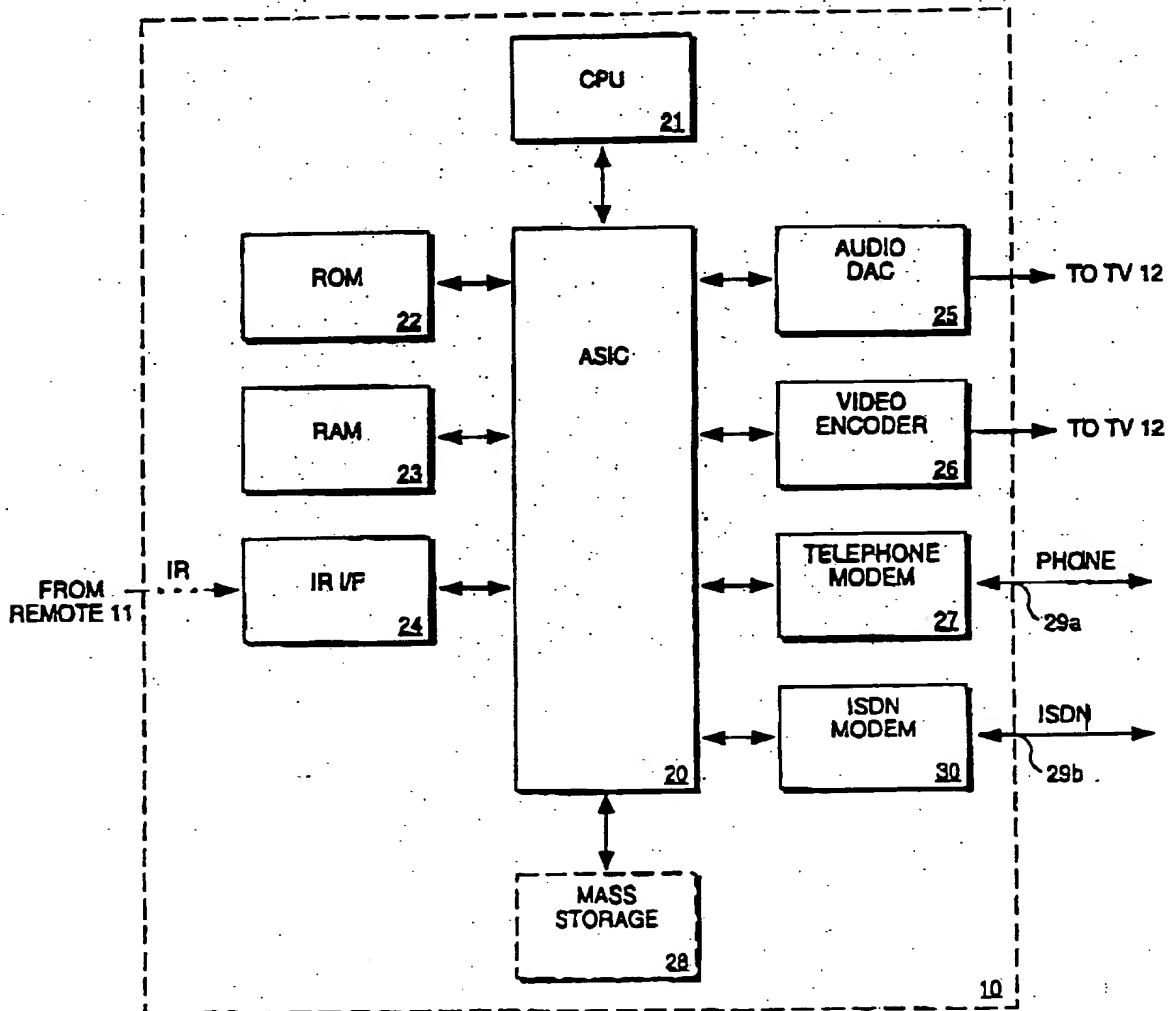 CPU
21
ROM
22
ASIC
20
AUDIO
DAC
25
TO TV 12
RAM
23
VIDEO
ENCODER
26
TO TV 12
FROM
REMOTE 11
IR
IR I/F
24
TELEPHONE
MODEM
27
PHONE
29a
ISDN
MODEM
30
ISDN
29b
MASS
STORAGE
28
10